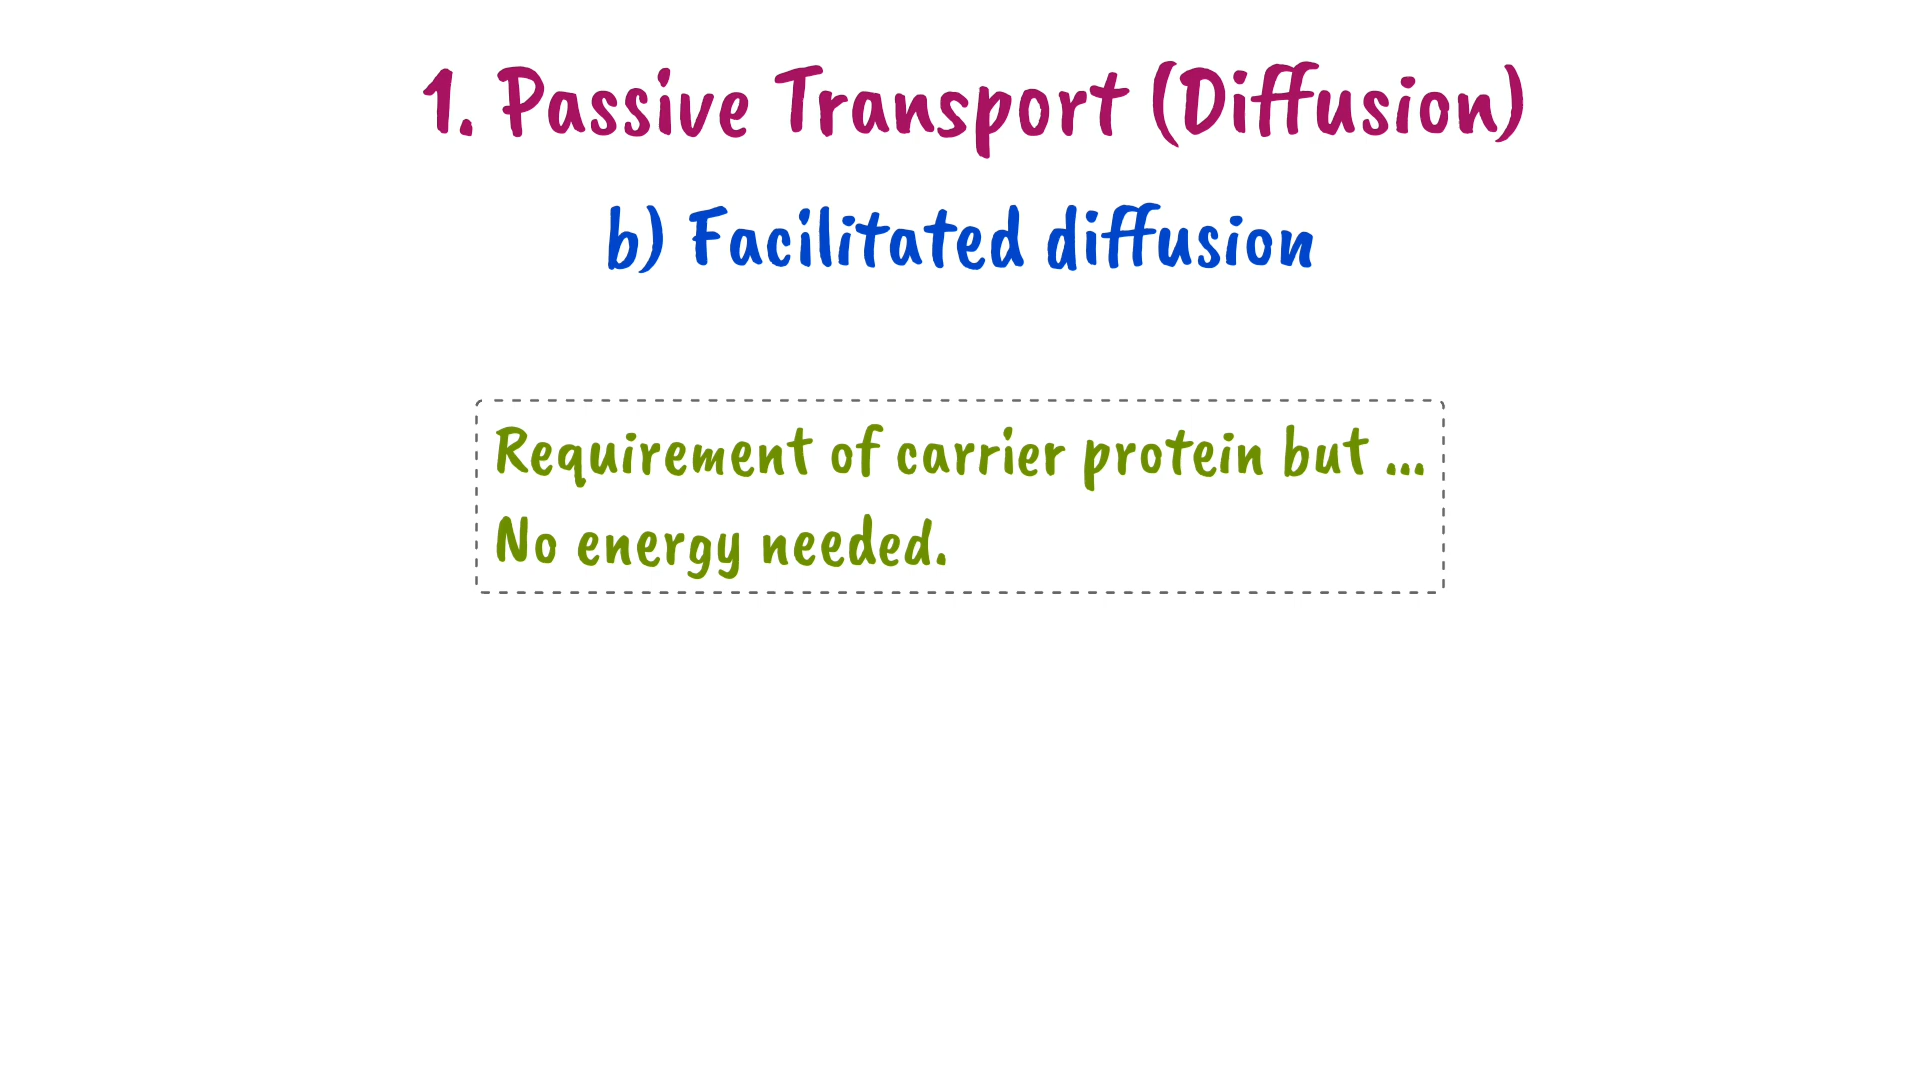 1. Passive Transport (Diffusion)
b) Facilitated diffusion
Requirement of carrier protein but ...
No energy needed.